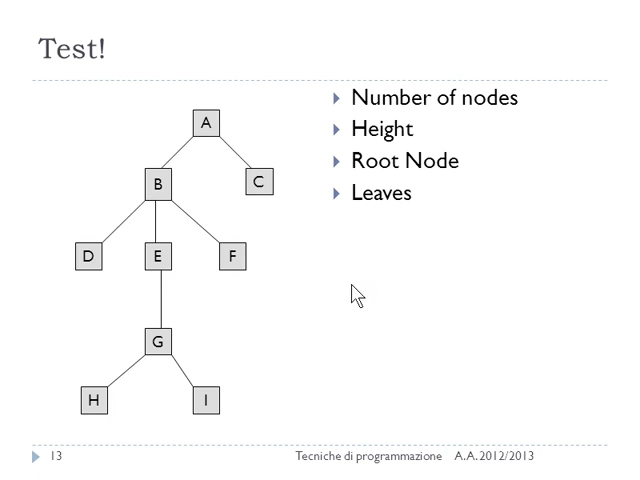 Test!
Number of nodes
Height
Root Node
Leaves
A
B
C
D
E
F
G
H
I
13
Tecniche di programmazione A.A. 2012/2013